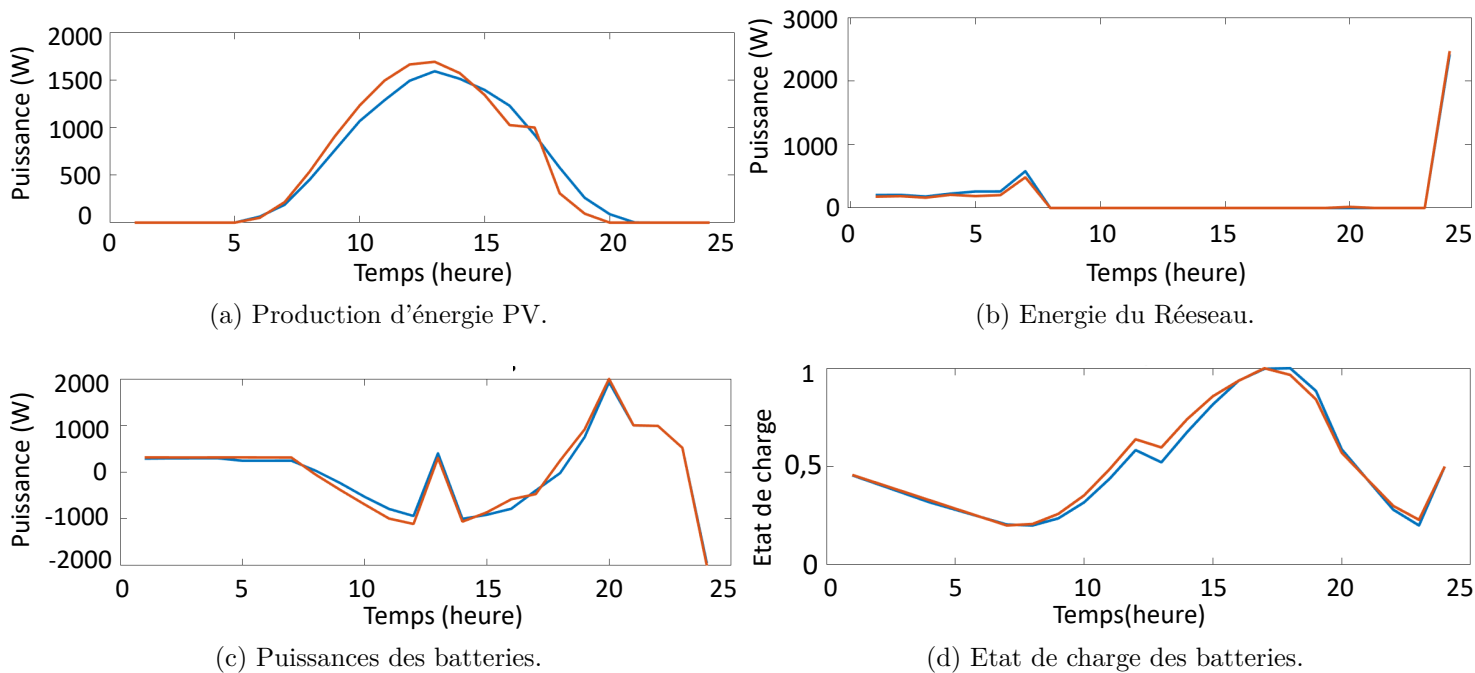 Puissance (W)
2000
1500
1000
500
0
0 5 10 15 20 25
Temps (heure)
(a) Production d'énergie PV.
Puissance (W)
3000
2000
1000
0
0 5 10 15 20 25
Temps (heure)
(b) Energie du Réeseau.
Puissance (W)
2000
1000
0
-1000
-2000
0 5 10 15 20 25
Temps (heure)
(c) Puissances des batteries.
Etat de charge
1
0,5
0
0 5 10 15 20 25
Temps(heure)
(d) Etat de charge des batteries.